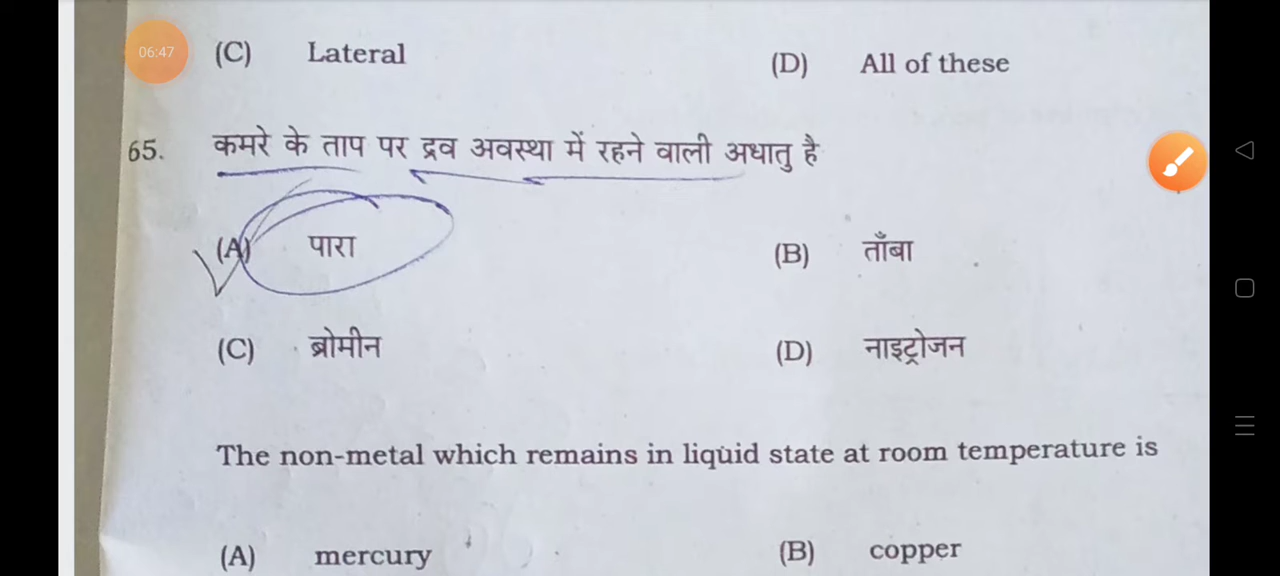 06:47
(C) Lateral (D) All of these
65. कमरे के ताप पर द्रव अवस्था में रहने वाली अधातु है
(A) पारा (B) ताँबा
(C) ब्रोमीन (D) नाइट्रोजन
The non-metal which remains in liquid state at room temperature is
(A) mercury (B) copper